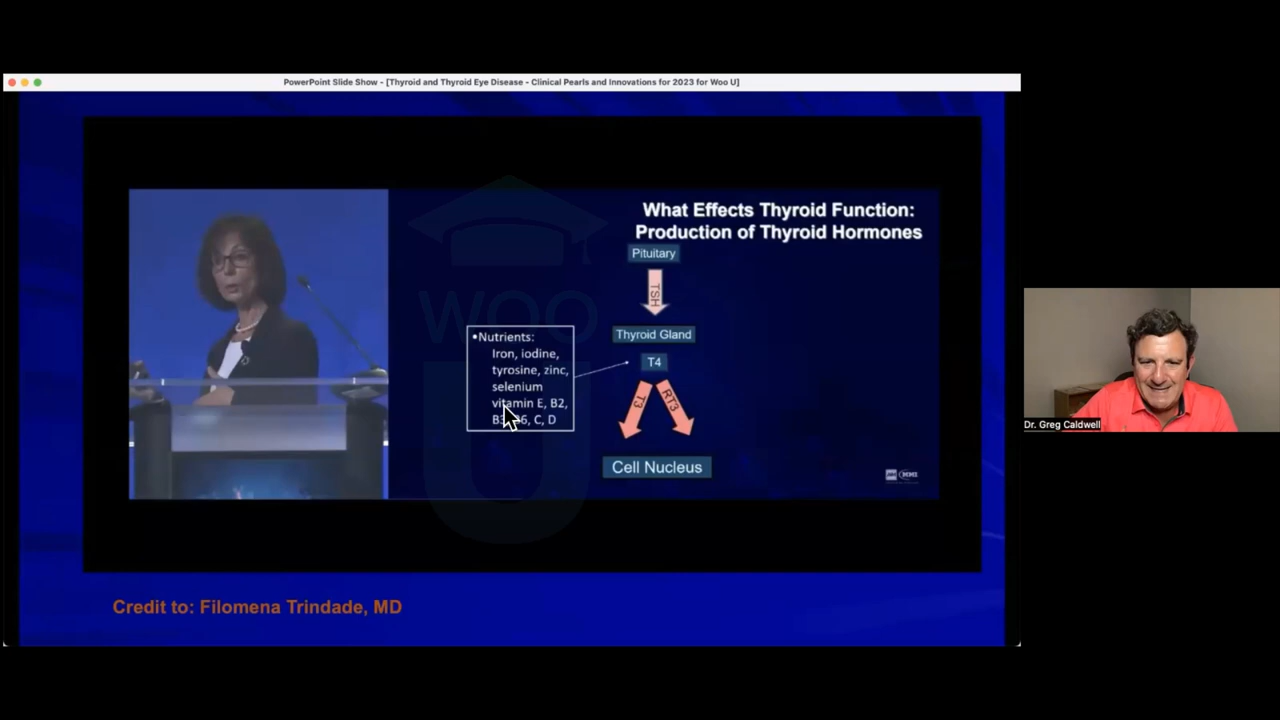 PowerPoint Slide Show - [Thyroid and Thyroid Eye Disease - Clinical Pearls and Innovations for 2023 for Woo U]
What Effects Thyroid Function:
Production of Thyroid Hormones
Pituitary
TSH
Thyroid Gland
T4
•Nutrients:
Iron, iodine,
tyrosine, zinc,
selenium
vitamin E, B2,
C, D
T3
RT3
Cell Nucleus
WOO
U
Credit to: Filomena Trindade, MD
Dr. Greg Caldwell